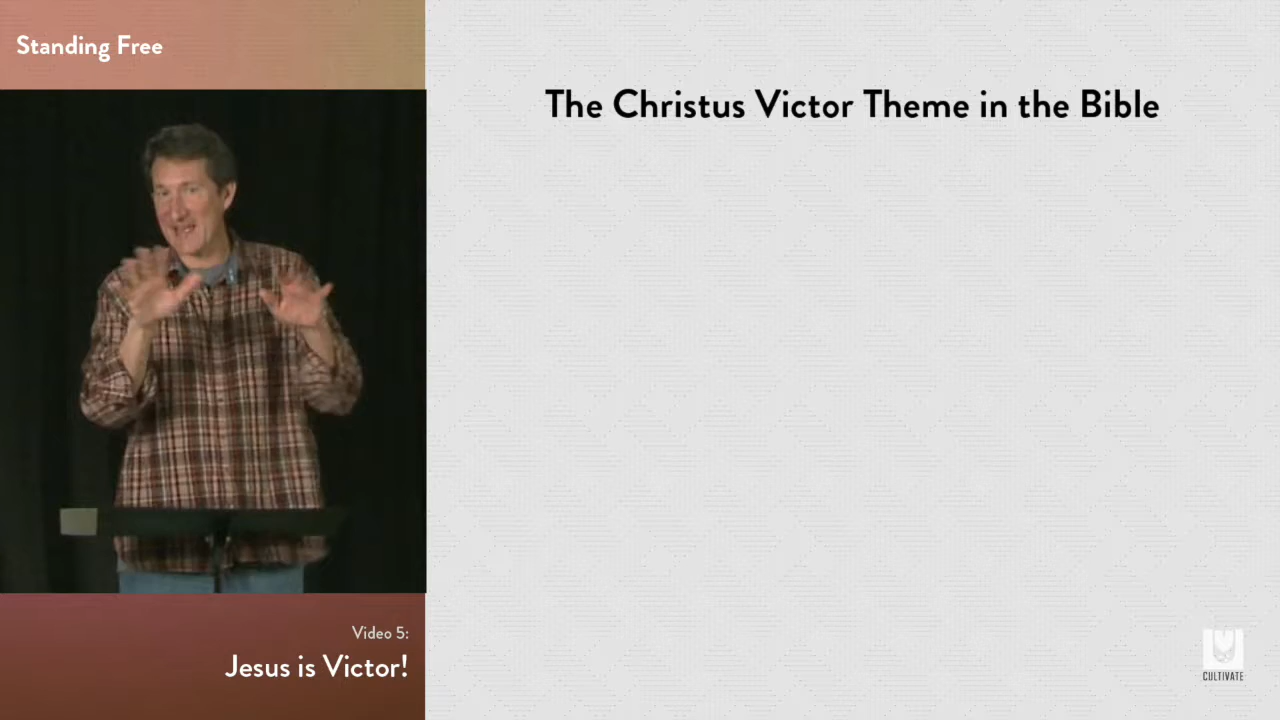 Standing Free
The Christus Victor Theme in the Bible
Video 5:
Jesus is Victor!
CULTIVATE